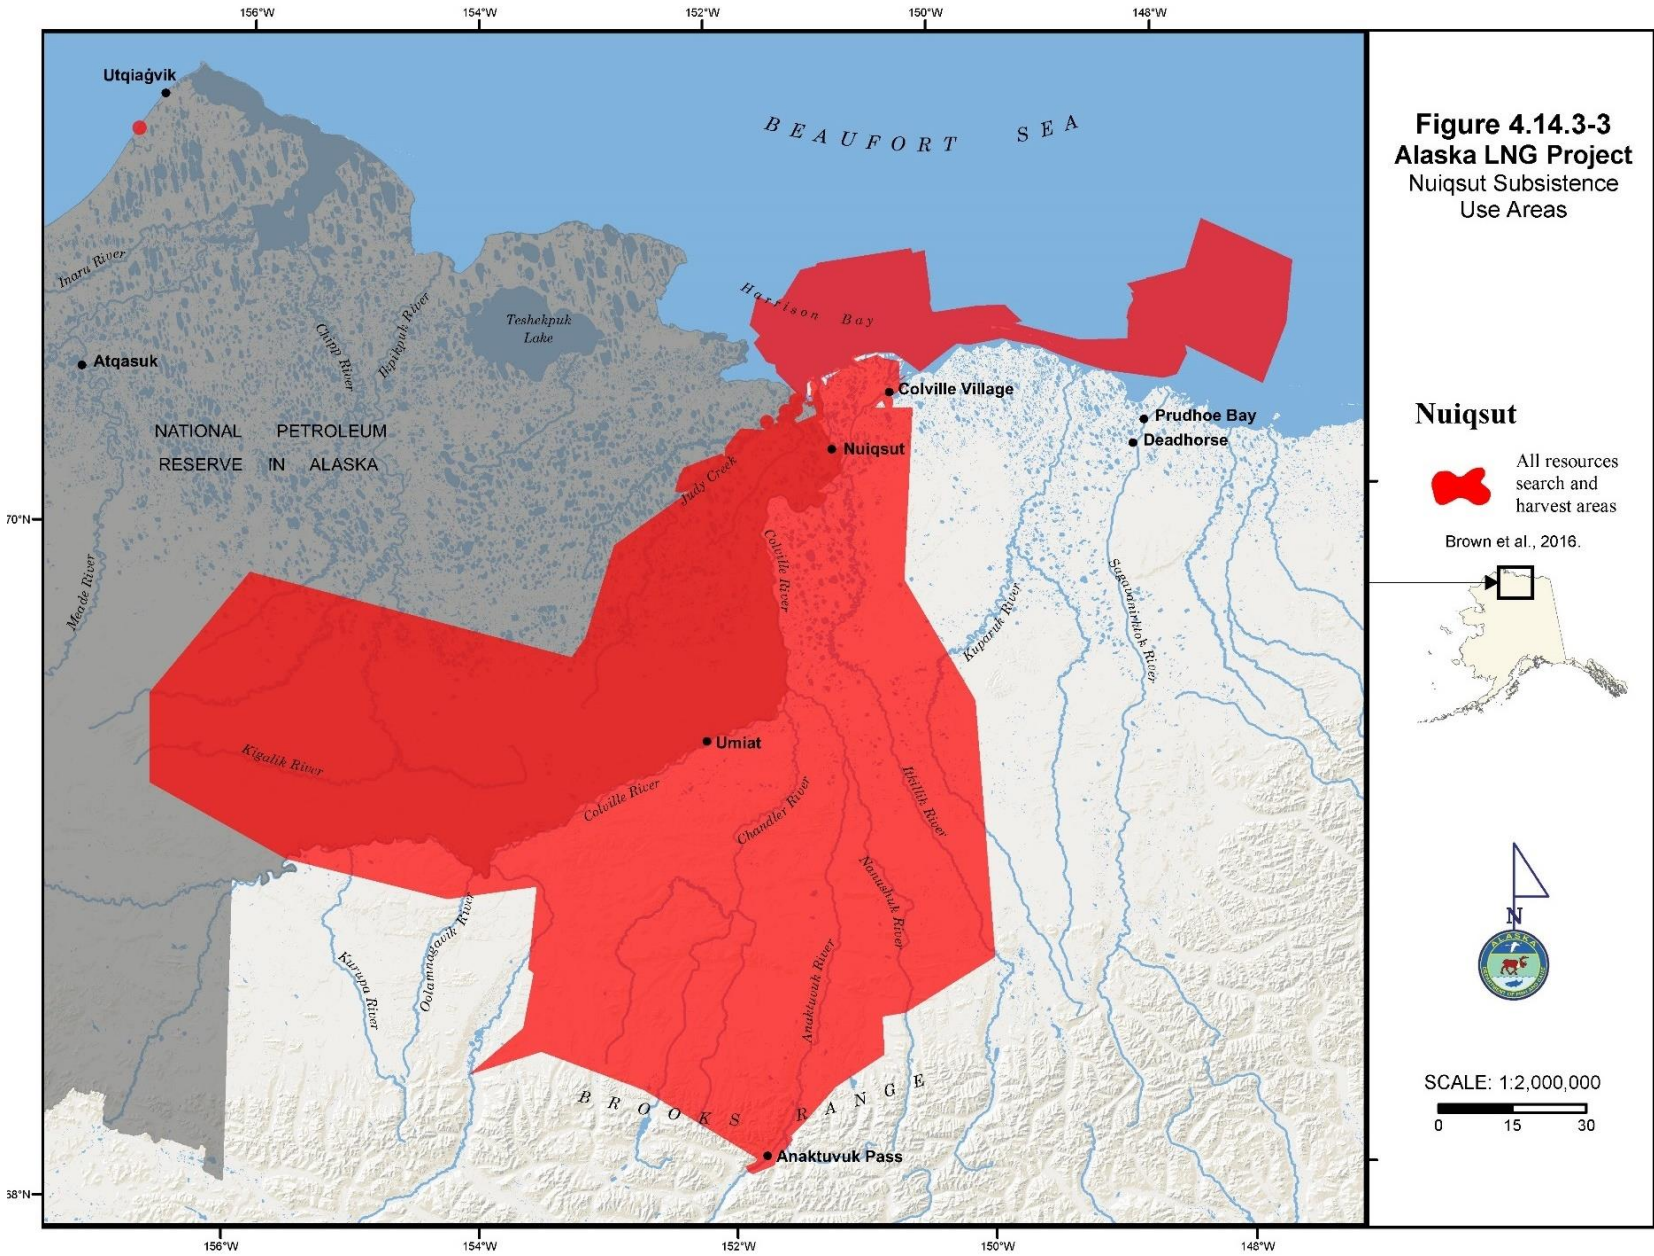 156°W
154°W
152°W
150°W
148°W
Utqiaġvik
BEAUFORT SEA
Inaru River
Chipp River
Ikpikpuk River
Teshekpuk
Lake
Harrison Bay
Atqasuk
Colville Village
Prudhoe Bay
Deadhorse
NATIONAL PETROLEUM
RESERVE IN ALASKA
Nuiqsut
Judy Creek
70°N
Meade River
Colville River
Kuparuk River
Sagavanirktok River
Umiat
Kigalik River
Colville River
Chandler River
Itkillik River
Nanushuk River
Kurupa River
Oolamnagavik River
Anaktuvuk River
BROOKS RANGE
Anaktuvuk Pass
68°N
156°W
154°W
152°W
150°W
148°W
Figure 4.14.3-3
Alaska LNG Project
Nuiqsut Subsistence
Use Areas
Nuiqsut
All resources
search and
harvest areas
Brown et al., 2016.
N
ALASKA
SCALE: 1:2,000,000
0 15 30